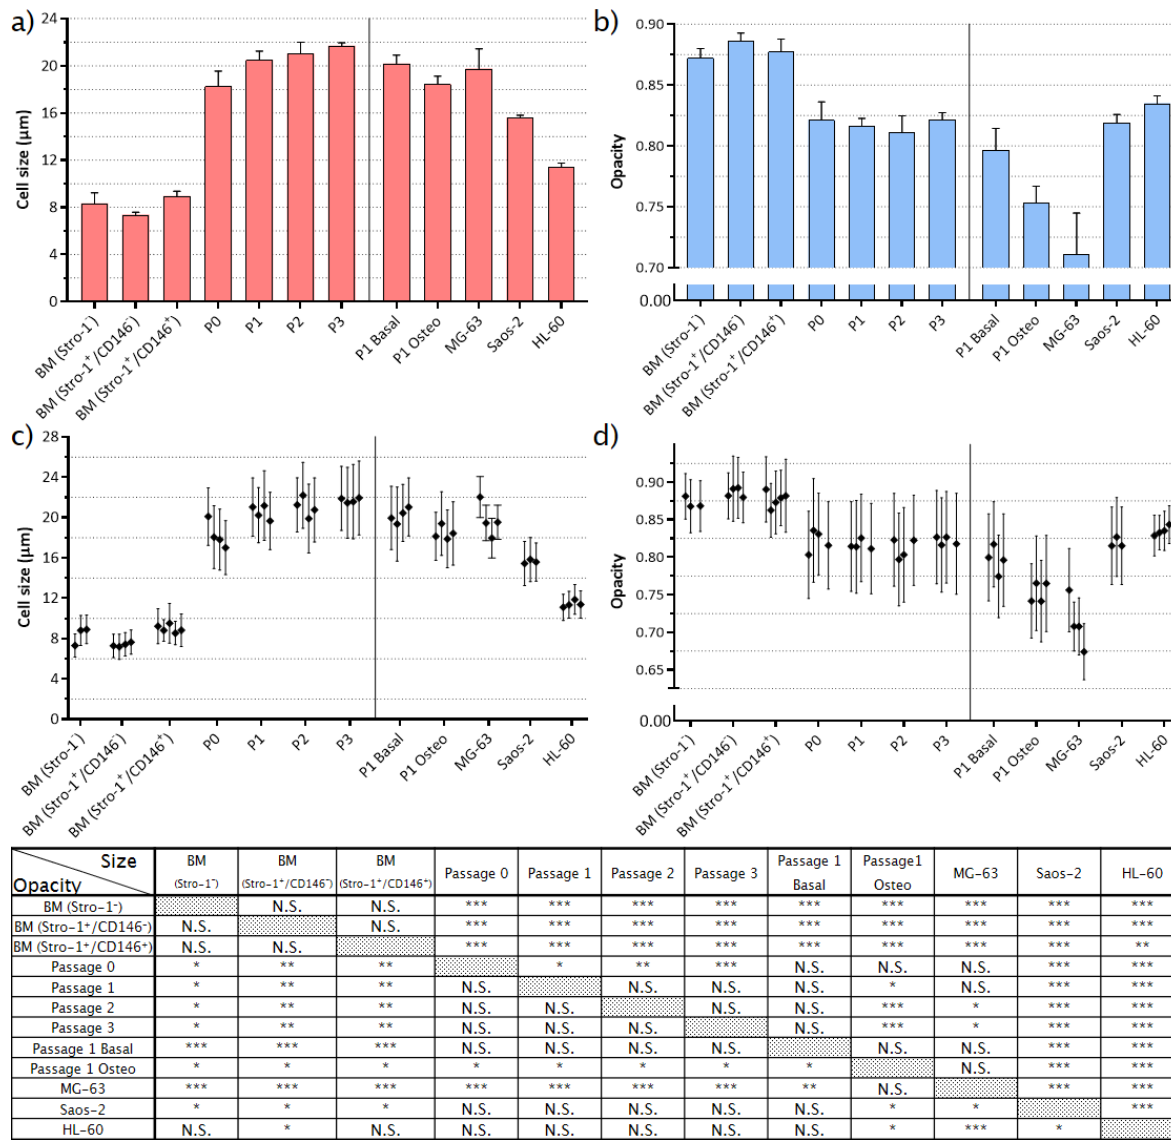 a)
24
20
16
12
8
4
0
Cell size (μm)
BM (Stro-1⁻)
BM (Stro-1⁺/CD146⁻)
BM (Stro-1⁺/CD146⁺)
P0
P1
P2
P3
P1 Basal
P1 Osteo
MG-63
Saos-2
HL-60
b)
0.90
0.85
0.80
0.75
0.70
0.00
Opacity
BM (Stro-1⁻)
BM (Stro-1⁺/CD146⁻)
BM (Stro-1⁺/CD146⁺)
P0
P1
P2
P3
P1 Basal
P1 Osteo
MG-63
Saos-2
HL-60
c)
28
24
20
16
12
8
4
0
Cell size (μm)
BM (Stro-1⁻)
BM (Stro-1⁺/CD146⁻)
BM (Stro-1⁺/CD146⁺)
P0
P1
P2
P3
P1 Basal
P1 Osteo
MG-63
Saos-2
HL-60
d)
0.90
0.85
0.80
0.75
0.70
0.65
0.00
Opacity
BM (Stro-1⁻)
BM (Stro-1⁺/CD146⁻)
BM (Stro-1⁺/CD146⁺)
P0
P1
P2
P3
P1 Basal
P1 Osteo
MG-63
Saos-2
HL-60
Size Opacity BM (Stro-1⁻) BM (Stro-1⁺/CD146⁻) BM (Stro-1⁺/CD146⁺) Passage 0 Passage 1 Passage 2 Passage 3 Passage 1 Basal Passage1 Osteo MG-63 Saos-2 HL-60
BM (Stro-1⁻) N.S. N.S. *** *** *** *** *** *** *** *** ***
BM (Stro-1⁺/CD146⁻) N.S. N.S. *** *** *** *** *** *** *** *** ***
BM (Stro-1⁺/CD146⁺) N.S. N.S. *** *** *** *** *** *** *** *** **
Passage 0 * ** ** * ** *** N.S. N.S. N.S. *** ***
Passage 1 * ** ** N.S. N.S. N.S. N.S. * N.S. *** ***
Passage 2 * ** ** N.S. N.S. N.S. N.S. *** * *** ***
Passage 3 * ** ** N.S. N.S. N.S. N.S. *** * *** ***
Passage 1 Basal *** *** *** N.S. N.S. N.S. N.S. N.S. N.S. *** ***
Passage 1 Osteo * * * * * * * * N.S. *** ***
MG-63 *** *** *** *** *** *** *** ** N.S. *** ***
Saos-2 * * * N.S. N.S. N.S. N.S. N.S. * * ***
HL-60 N.S. * N.S. N.S. N.S. N.S. N.S. N.S. * *** *